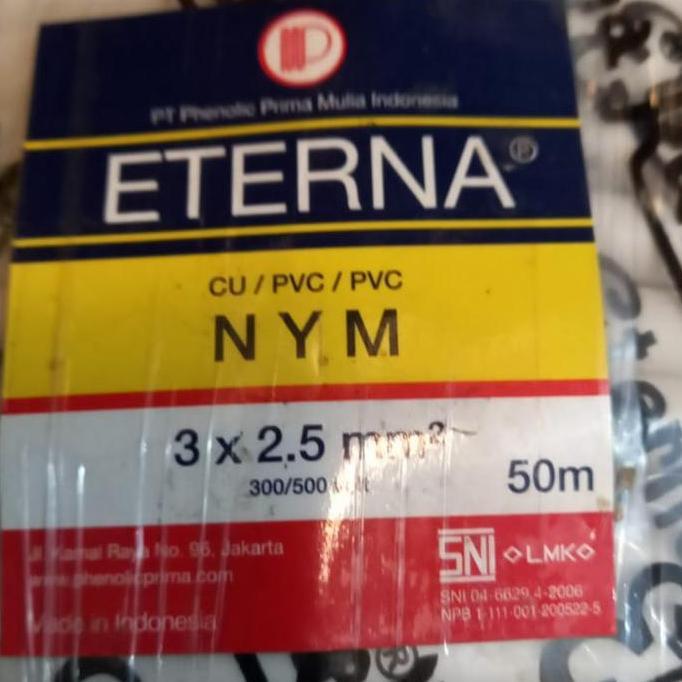 PT Phenolic Prima Mulia Indonesia
ETERNA®
CU / PVC / PVC
NYM
3 x 2.5 mm²
300/500 volt
50m
Jl. Kamal Raya No. 96, Jakarta
www.phenolicprima.com
Made in Indonesia
SNI ◇LMK◇
SNI 04-6629.4-2006
NPB 1-111-001-200522-5